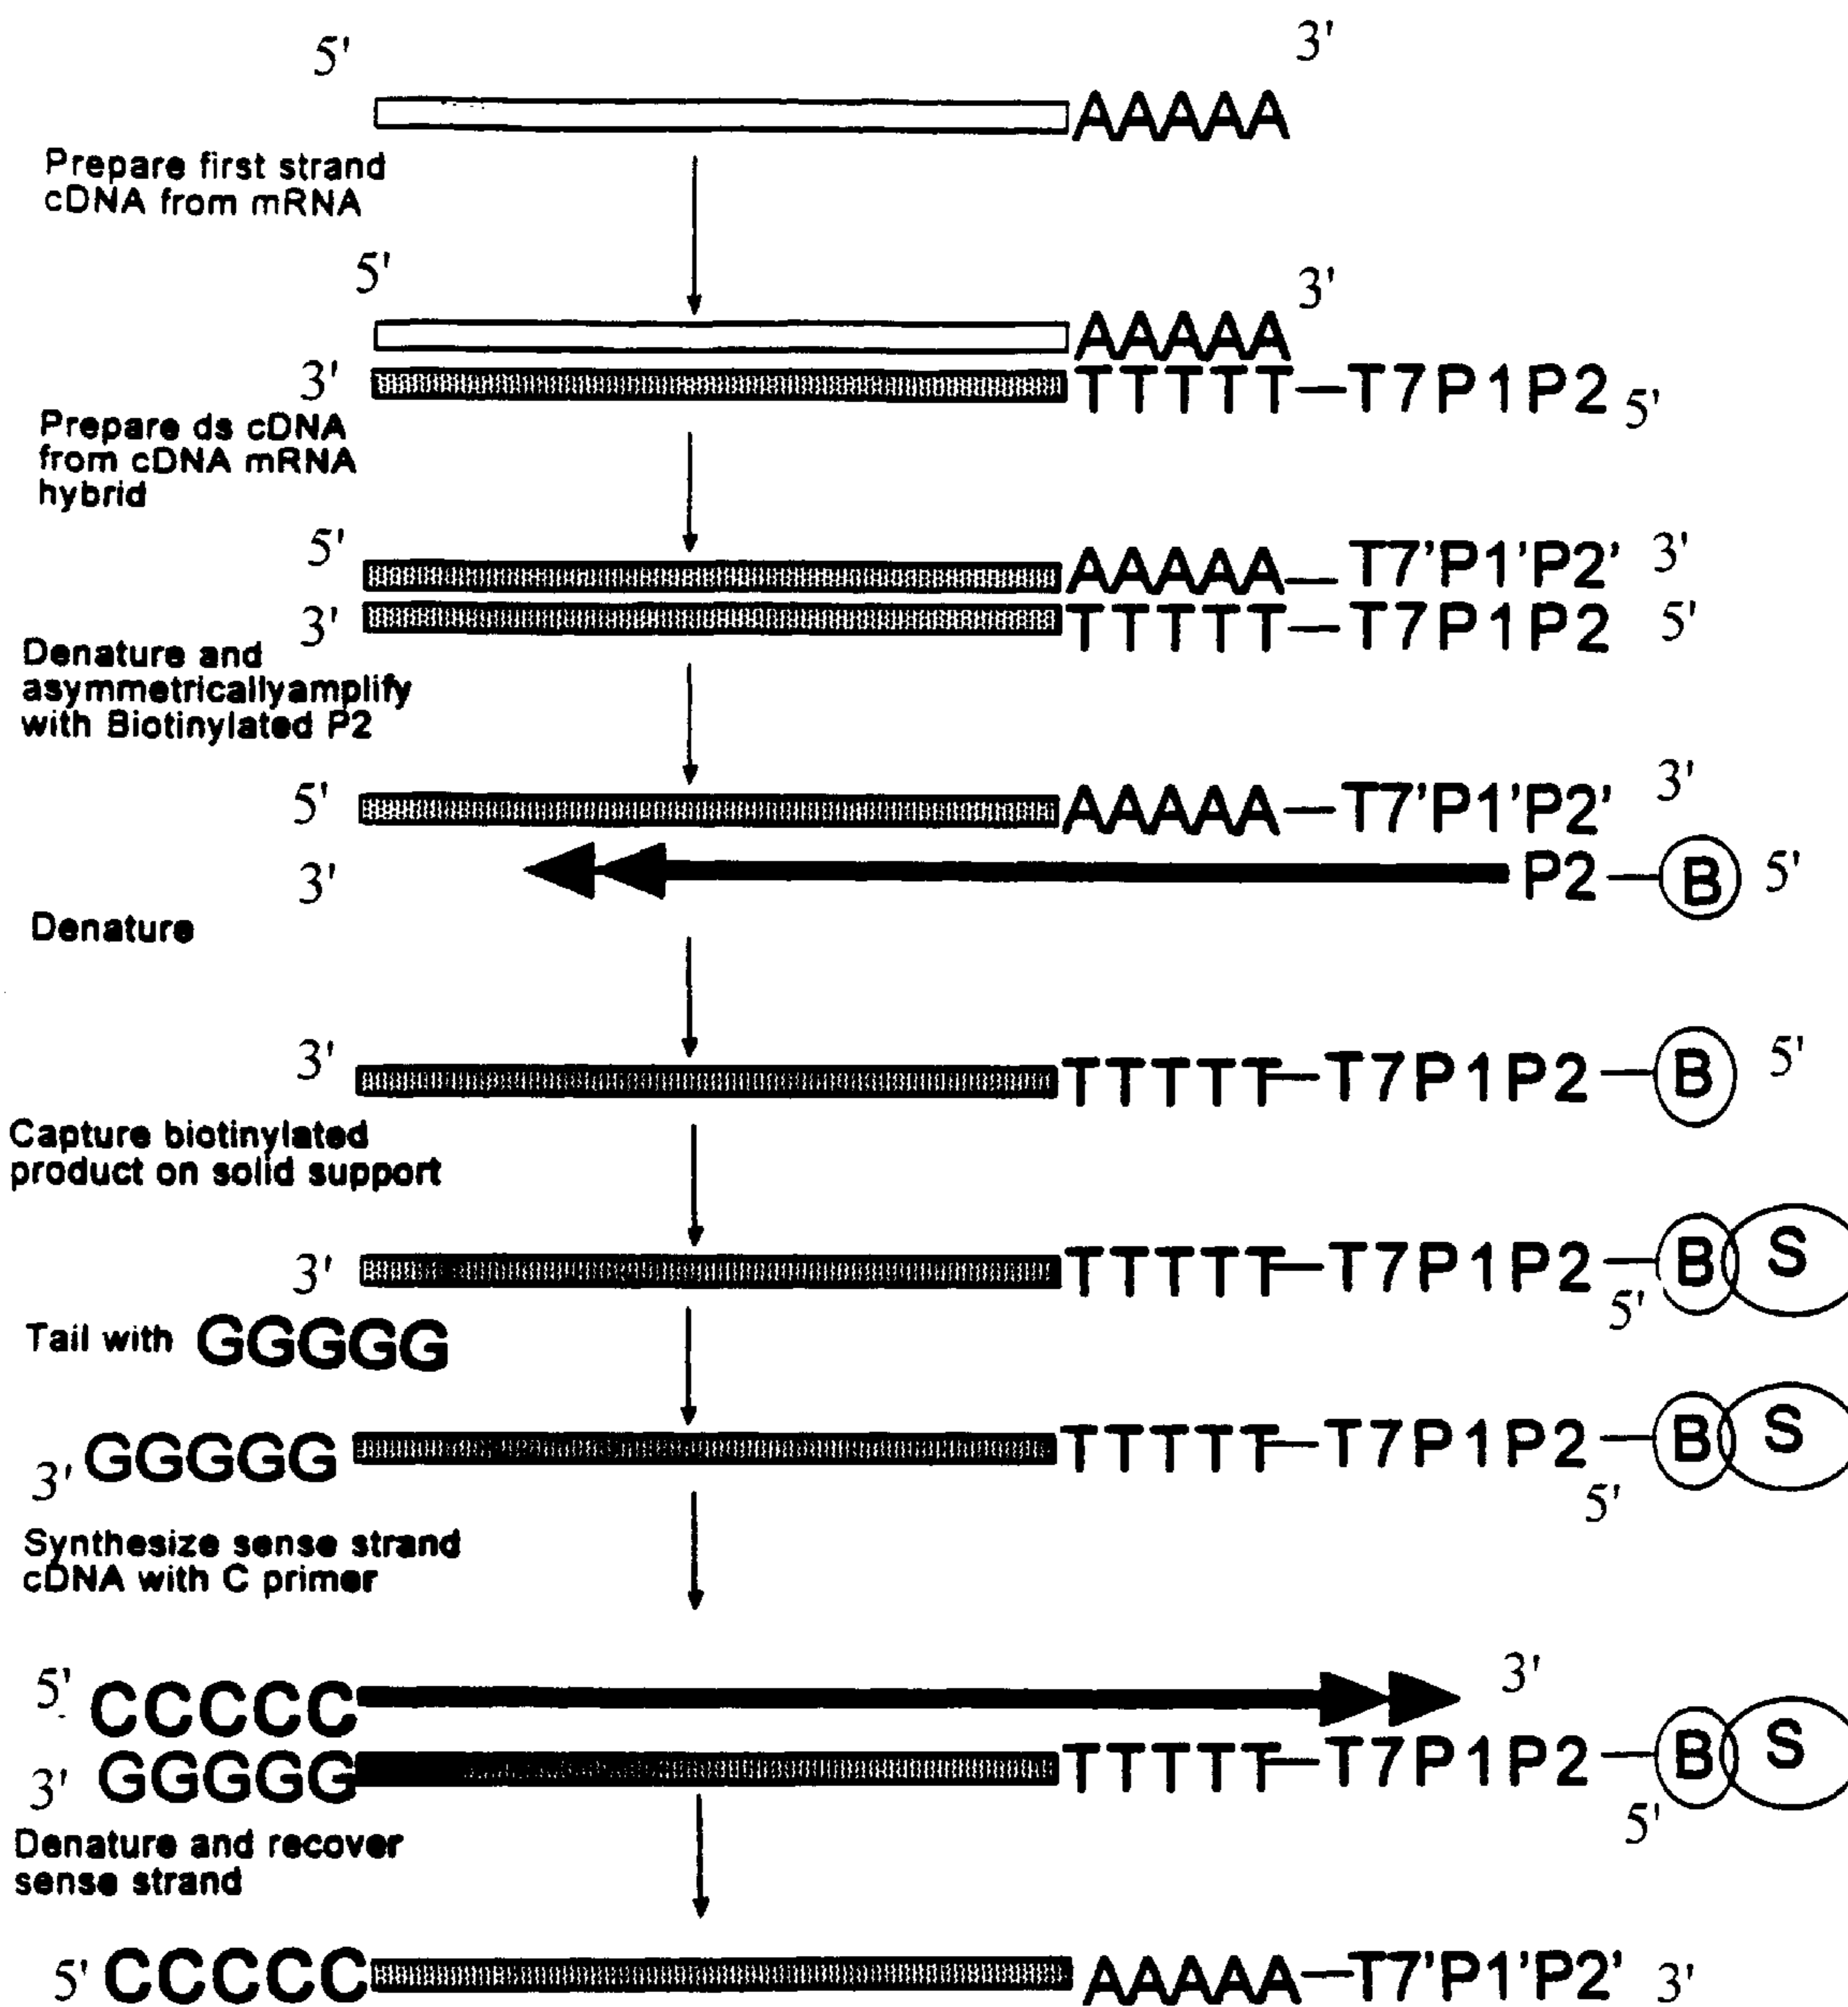 5' 3'
AAAAA
Prepare first strand
cDNA from mRNA
5' 3'
AAAAA
3' TTTTT—T7P1P2 5'
Prepare ds cDNA
from cDNA mRNA
hybrid
5' AAAAA—T7'P1'P2' 3'
3' TTTTT—T7P1P2 5'
Denature and
asymmetricallyamplify
with Biotinylated P2
5' AAAAA—T7'P1'P2' 3'
3' P2—B 5'
Denature
3' TTTTT—T7P1P2—B 5'
Capture biotinylated
product on solid support
3' TTTTT—T7P1P2—B S
5'
Tail with GGGGG
3' GGGGG TTTTT—T7P1P2—B S
5'
Synthesize sense strand
cDNA with C primer
5' CCCCC 3'
3' GGGGG TTTTT—T7P1P2—B S
5'
Denature and recover
sense strand
5' CCCCC AAAAA—T7'P1'P2' 3'